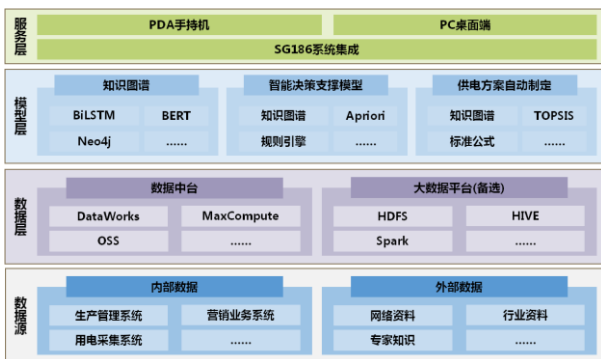 服务层
PDA手持机
PC桌面端
SG186系统集成
模型层
知识图谱
智能决策支撑模型
供电方案自动制定
BiLSTM
BERT
知识图谱
Apriori
知识图谱
TOPSIS
Neo4j
......
规则引擎
......
标准公式
......
数据层
数据中台
大数据平台(备选)
DataWorks
MaxCompute
HDFS
HIVE
OSS
......
Spark
......
数据源
内部数据
外部数据
生产管理系统
营销业务系统
网络资料
行业资料
用电采集系统
......
专家知识
......